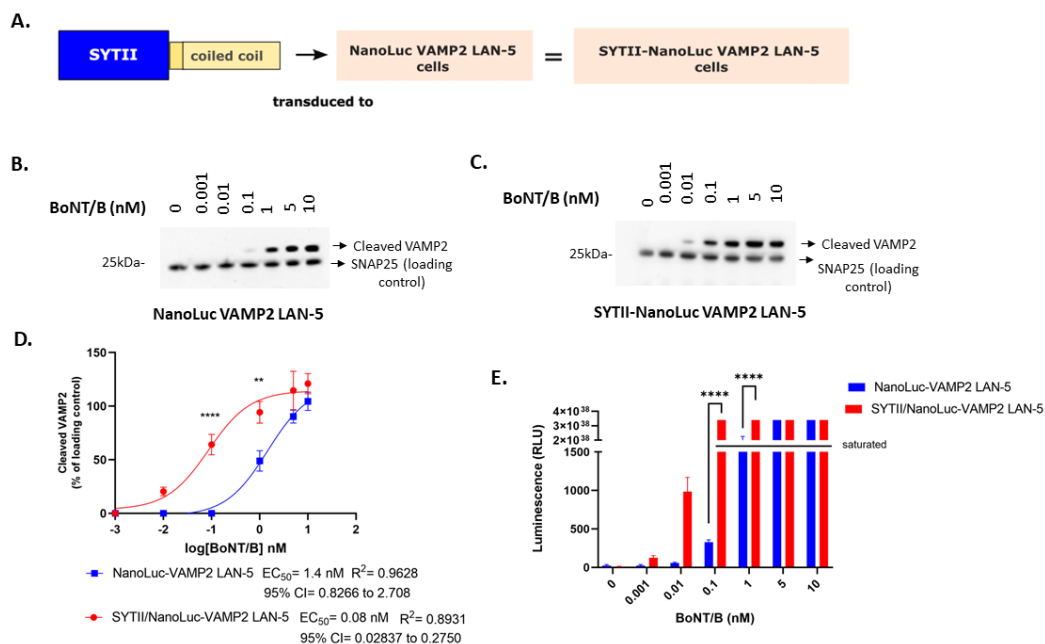 A.
SYTII
coiled coil
NanoLuc VAMP2 LAN-5
cells
=
SYTII-NanoLuc VAMP2 LAN-5
cells
transduced to
B.
BoNT/B (nM)
0
0.001
0.01
0.1
1
5
10
25kDa-
Cleaved VAMP2
SNAP25 (loading
control)
NanoLuc VAMP2 LAN-5
C.
BoNT/B (nM)
0
0.001
0.01
0.1
1
5
10
25kDa-
Cleaved VAMP2
SNAP25 (loading
control)
SYTII-NanoLuc VAMP2 LAN-5
D.
Cleaved VAMP2
(% of loading control)
150
100
50
0
****
**
-3 -2 -1 0 1 2
log[BoNT/B] nM
NanoLuc-VAMP2 LAN-5 EC50= 1.4 nM R²= 0.9628
95% CI= 0.8266 to 2.708
SYTII/NanoLuc-VAMP2 LAN-5 EC50= 0.08 nM R²= 0.8931
95% CI= 0.02837 to 0.2750
E.
Luminescence (RLU)
4×10³⁸
3×10³⁸
2×10³⁸
1500
1000
500
0
****
****
NanoLuc-VAMP2 LAN-5
SYTII/NanoLuc-VAMP2 LAN-5
saturated
0 0.001 0.01 0.1 1 5 10
BoNT/B (nM)